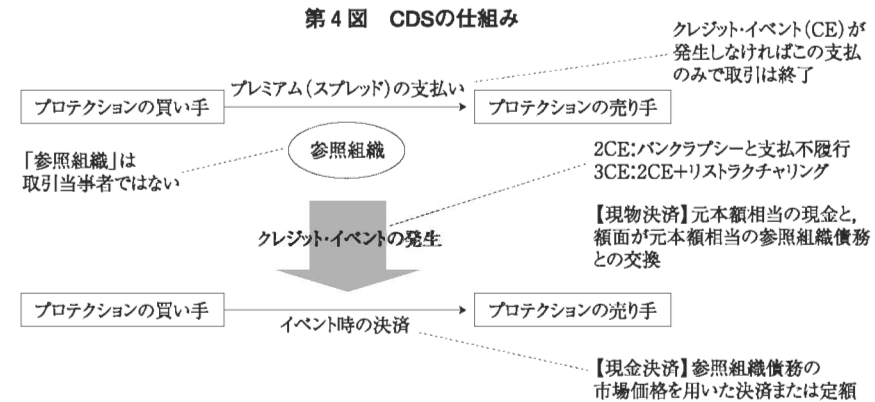 第4図 CDSの仕組み
クレジット・イベント(CE)が
発生しなければこの支払
のみで取引は終了
プレミアム(スプレッド)の支払い
プロテクションの買い手
プロテクションの売り手
参照組織
「参照組織」は
取引当事者ではない
2CE:バンクラプシーと支払不履行
3CE:2CE+リストラクチャリング
【現物決済】元本額相当の現金と,
額面が元本額相当の参照組織債務
との交換
クレジット・イベントの発生
プロテクションの買い手
プロテクションの売り手
イベント時の決済
【現金決済】参照組織債務の
市場価格を用いた決済または定額